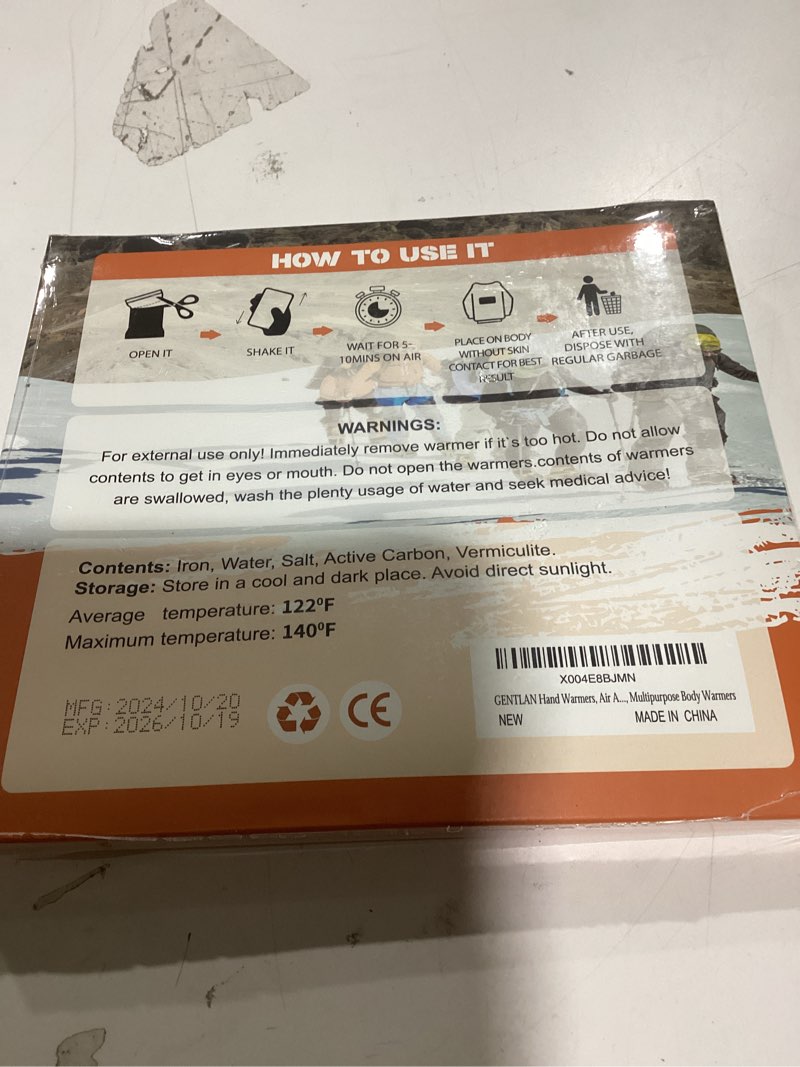 HOW TO USE IT
OPEN IT
SHAKE IT
WAIT FOR 5-
10MINS ON AIR
PLACE ON BODY
WITHOUT SKIN
CONTACT FOR BEST
RESULT
AFTER USE,
DISPOSE WITH
REGULAR GARBAGE
WARNINGS:
For external use only! Immediately remove warmer if it`s too hot. Do not allow
contents to get in eyes or mouth. Do not open the warmers.contents of warmers
are swallowed, wash the plenty usage of water and seek medical advice!
Contents: Iron, Water, Salt, Active Carbon, Vermiculite.
Storage: Store in a cool and dark place. Avoid direct sunlight.
Average temperature: 122⁰F
Maximum temperature: 140⁰F
MFG:2024/10/20
EXP:2026/10/19
CE
X004E8BJMN
GENTLAN Hand Warmers, Air A..., Multipurpose Body Warmers
NEW MADE IN CHINA